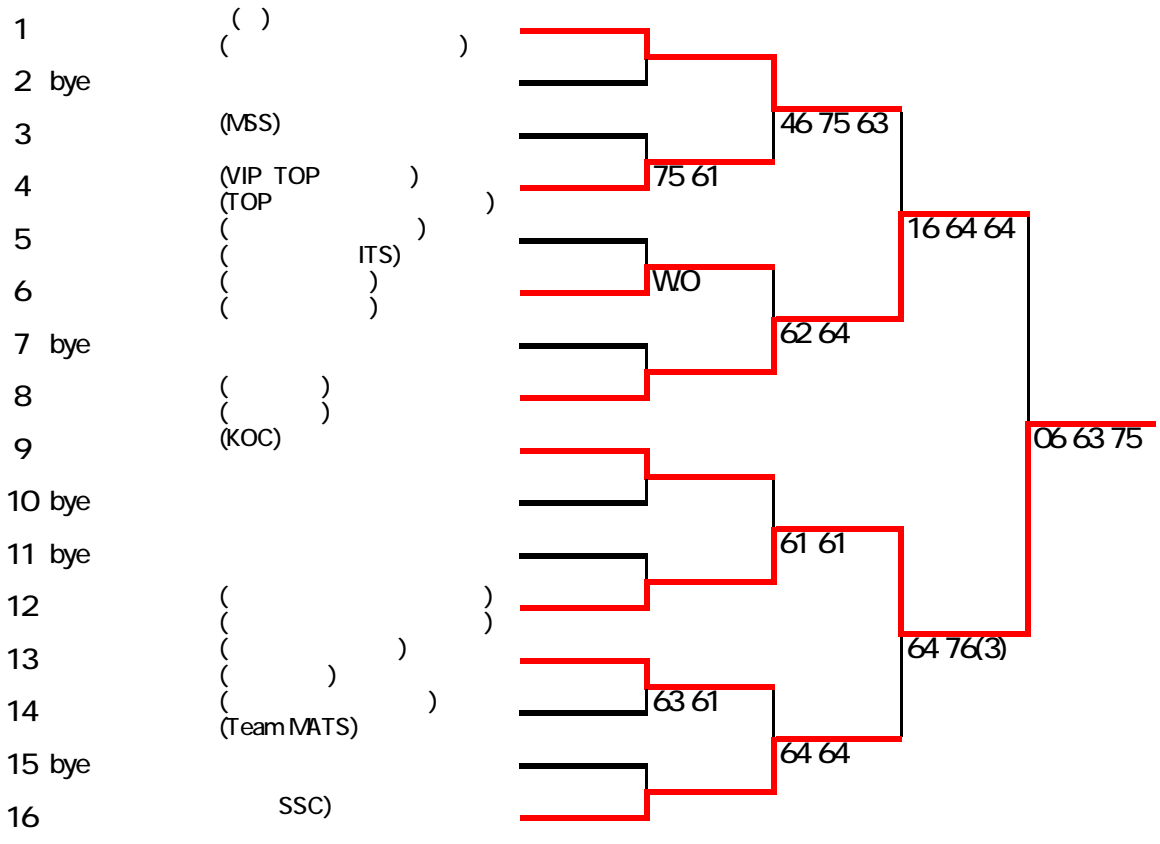 1 ( )
( )
2 bye
3 (MSS)
4 (VIP TOP )
(TOP )
5 ( )
( ITS)
6 ( )
( )
7 bye
8 ( )
( )
9 (KOC)
10 bye
11 bye
12 ( )
( )
13 ( )
( )
14 ( )
(Team MATS)
15 bye
16 SSC)
75 61
W.O
63 61
46 75 63
62 64
61 61
64 64
16 64 64
64 76(3)
06 63 75